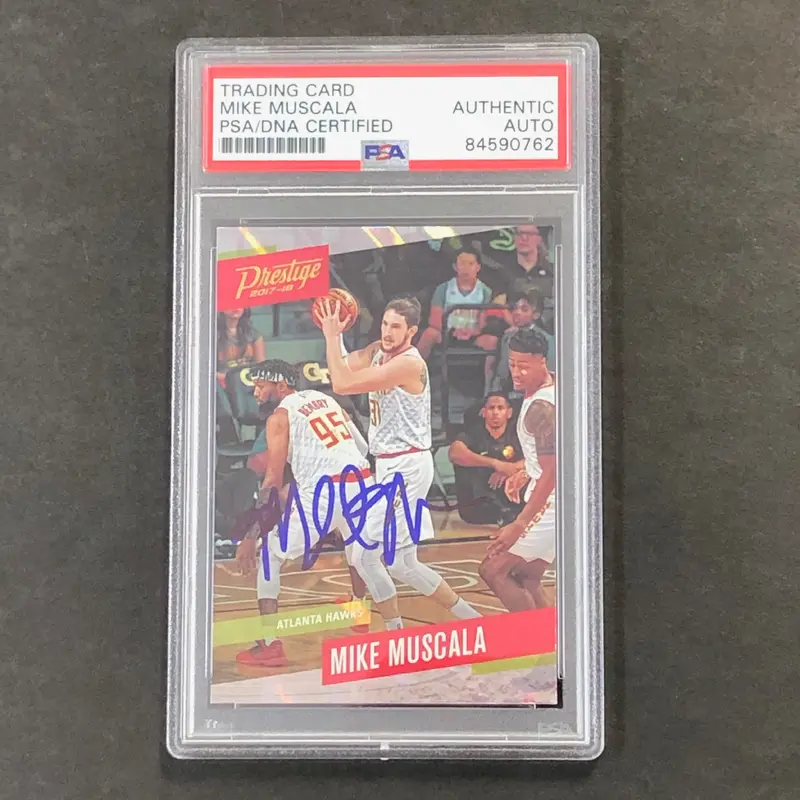 TRADING CARD
MIKE MUSCALA
PSA/DNA CERTIFIED
AUTHENTIC
AUTO
84590762
PSA
Prestige
2017-18
BEMBRY
95
31
ATLANTA HAWKS
MIKE MUSCALA
PSA